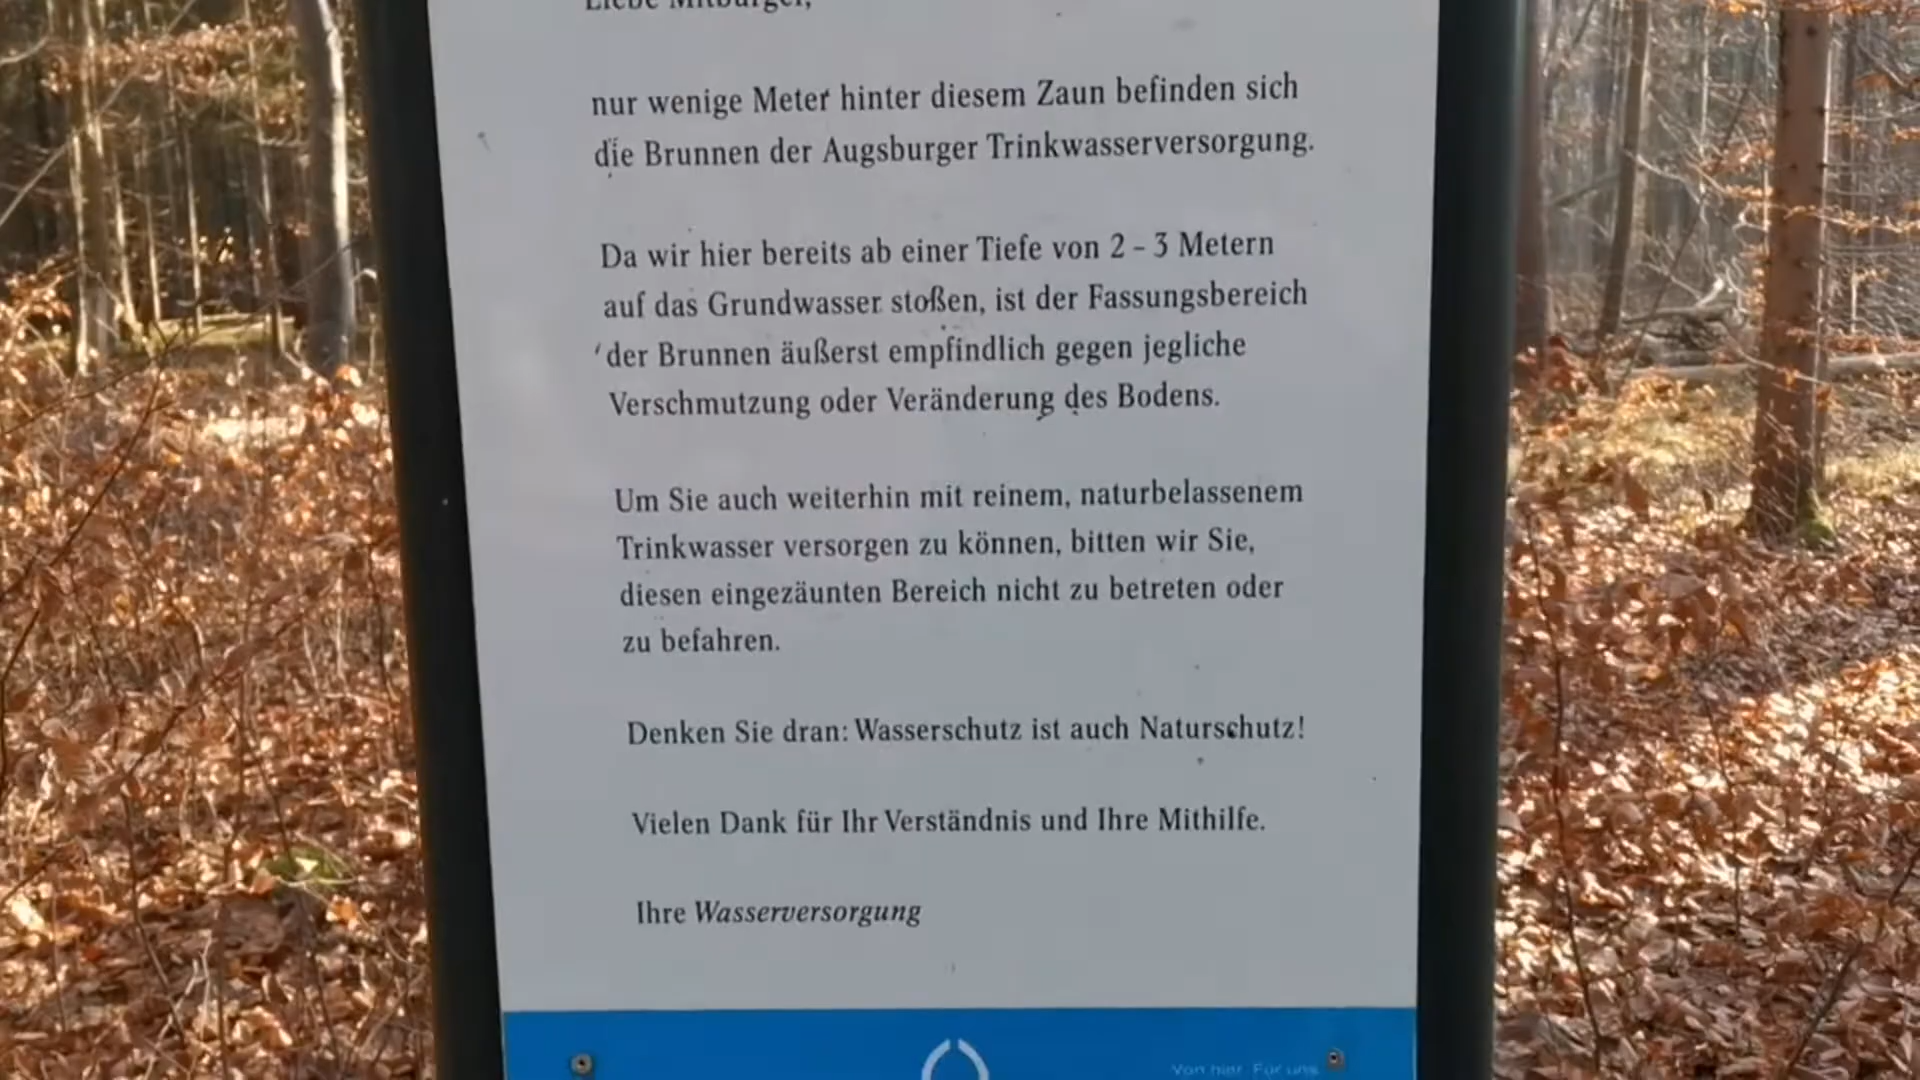 Liebe Mitbürger,
nur wenige Meter hinter diesem Zaun befinden sich
die Brunnen der Augsburger Trinkwasserversorgung.
Da wir hier bereits ab einer Tiefe von 2 – 3 Metern
auf das Grundwasser stoßen, ist der Fassungsbereich
der Brunnen äußerst empfindlich gegen jegliche
Verschmutzung oder Veränderung des Bodens.
Um Sie auch weiterhin mit reinem, naturbelassenem
Trinkwasser versorgen zu können, bitten wir Sie,
diesen eingezäunten Bereich nicht zu betreten oder
zu befahren.
Denken Sie dran: Wasserschutz ist auch Naturschutz!
Vielen Dank für Ihr Verständnis und Ihre Mithilfe.
Ihre Wasserversorgung
Von hier. Für uns.